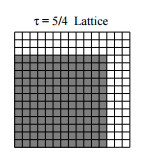 τ = 5/4 Lattice